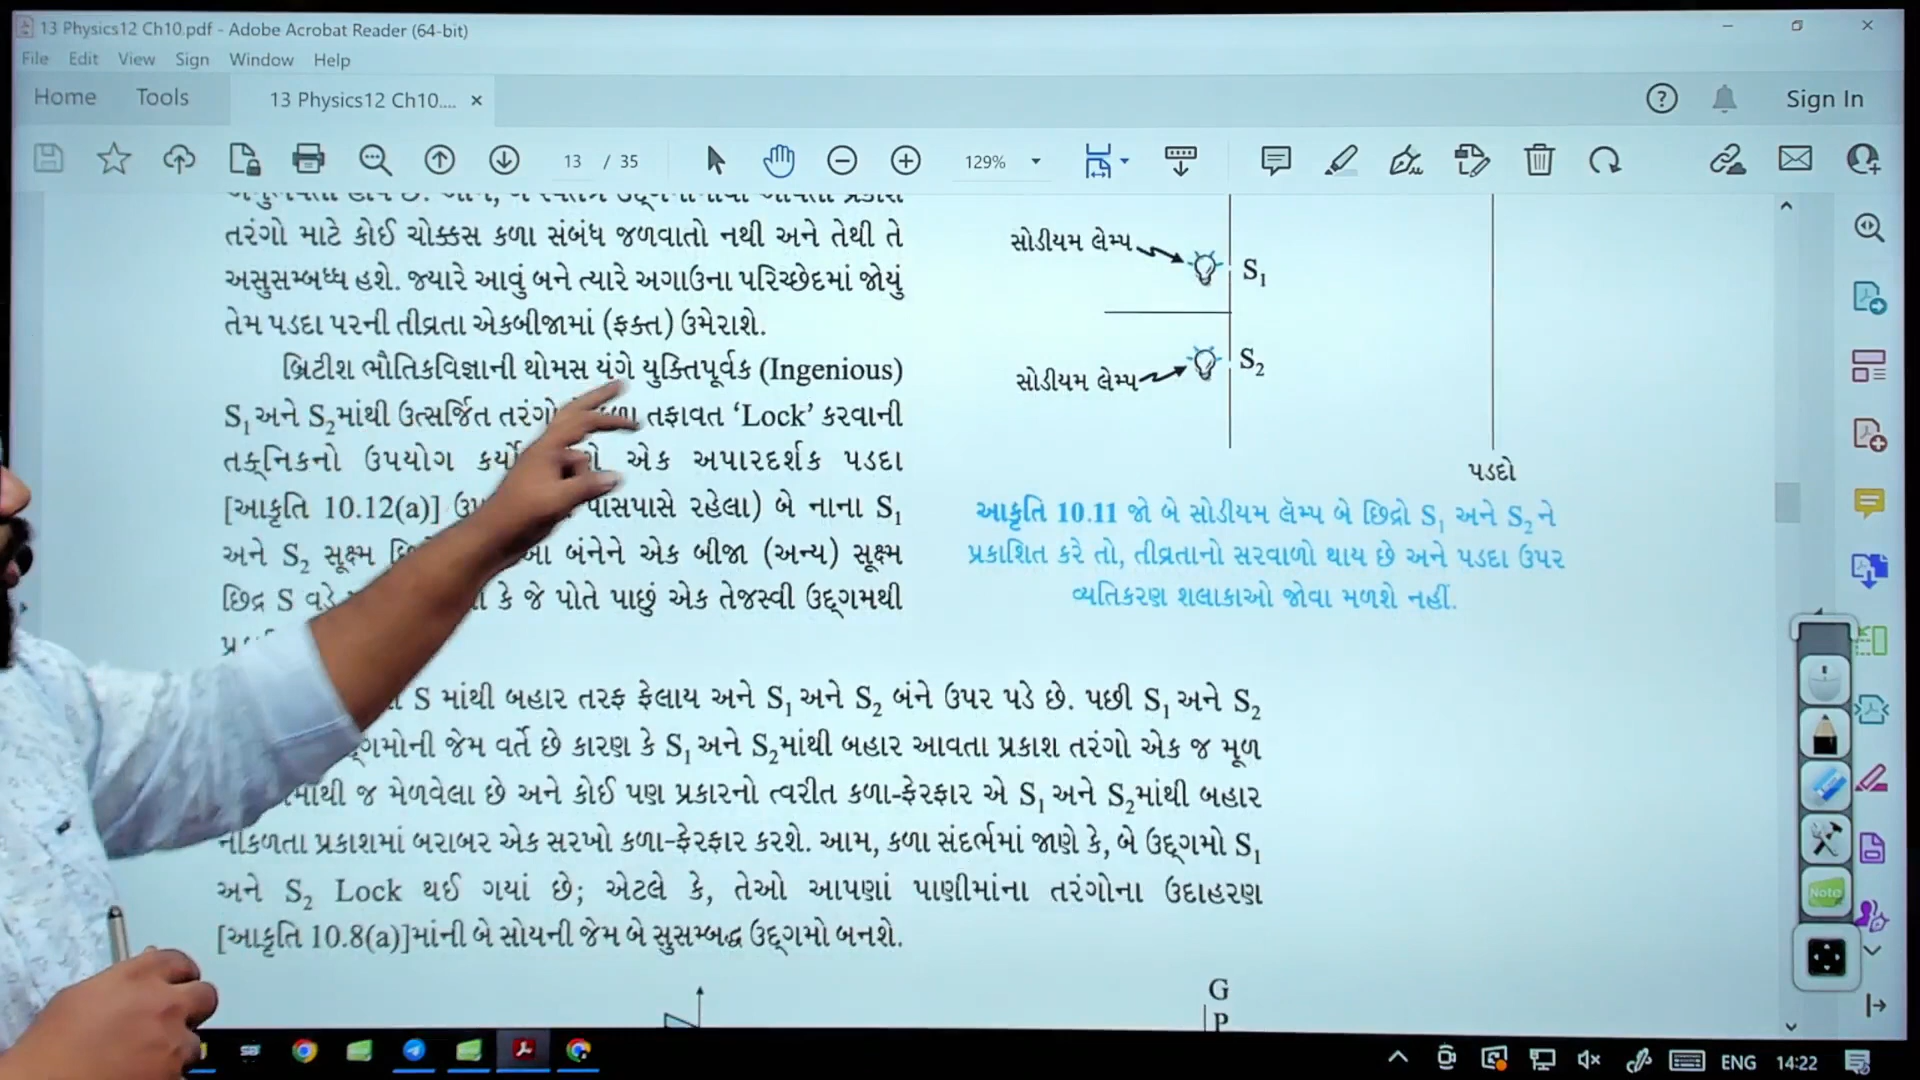 13 Physics12 Ch10.pdf - Adobe Acrobat Reader (64-bit)
File Edit View Sign Window Help
Home Tools 13 Physics12 Ch10.... × Sign In
13 / 35 129%
તરંગો માટે કોઈ ચોક્કસ કળા સંબંધ જળવાતો નથી અને તેથી તે
અસુસમ્બધ્ધ હશે. જ્યારે આવું બને ત્યારે અગાઉના પરિચ્છેદમાં જોયું
તેમ પડદા પરની તીવ્રતા એકબીજામાં (ફક્ત) ઉમેરાશે.
બ્રિટીશ ભૌતિકવિજ્ઞાની થોમસ યંગે યુક્તિપૂર્વક (Ingenious)
S1 અને S2માંથી ઉત્સર્જિત તરંગો કળા તફાવત ‘Lock’ કરવાની
તક્નિકનો ઉપયોગ કર્યો એક અપારદર્શક પડદા
[આકૃતિ 10.12(a)] પાસપાસે રહેલા) બે નાના S1
અને S2 સૂક્ષ્મ આ બંનેને એક બીજા (અન્ય) સૂક્ષ્મ
છિદ્ર S વડે કે જે પોતે પાછું એક તેજસ્વી ઉદ્ગમથી
સોડીયમ લેમ્પ S1
સોડીયમ લેમ્પ S2
પડદો
આકૃતિ 10.11 જો બે સોડીયમ લૅમ્પ બે છિદ્રો S1 અને S2ને
પ્રકાશિત કરે તો, તીવ્રતાનો સરવાળો થાય છે અને પડદા ઉપર
વ્યતિકરણ શલાકાઓ જોવા મળશે નહીં.
S માંથી બહાર તરફ ફેલાય અને S1 અને S2 બંને ઉપર પડે છે. પછી S1 અને S2
જેમ વર્તે છે કારણ કે S1 અને S2માંથી બહાર આવતા પ્રકાશ તરંગો એક જ મૂળ
જ મેળવેલા છે અને કોઈ પણ પ્રકારનો ત્વરીત કળા-ફેરફાર એ S1 અને S2માંથી બહાર
નીકળતા પ્રકાશમાં બરાબર એક સરખો કળા-ફેરફાર કરશે. આમ, કળા સંદર્ભમાં જાણે કે, બે ઉદ્ગમો S1
અને S2 Lock થઈ ગયાં છે; એટલે કે, તેઓ આપણાં પાણીમાંના તરંગોના ઉદાહરણ
[આકૃતિ 10.8(a)]માંની બે સોયની જેમ બે સુસમ્બદ્ધ ઉદ્ગમો બનશે.
G
P
Note
ENG 14:22